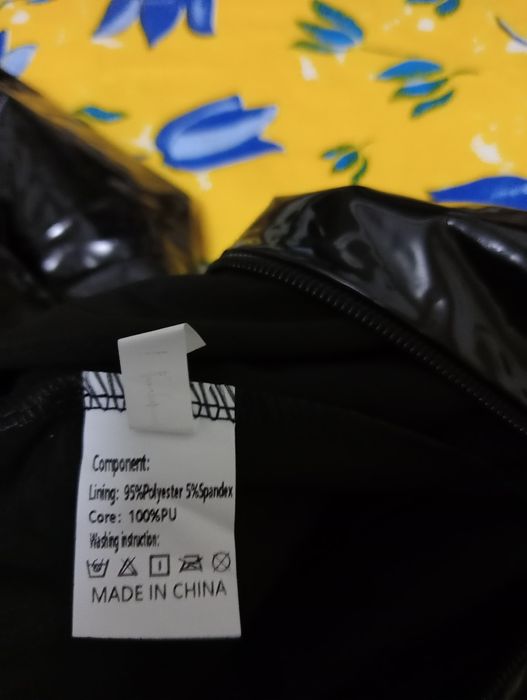 Component:
Lining: 95%Polyester 5%Spandex
Core: 100%PU
Washing instruction:
MADE IN CHINA